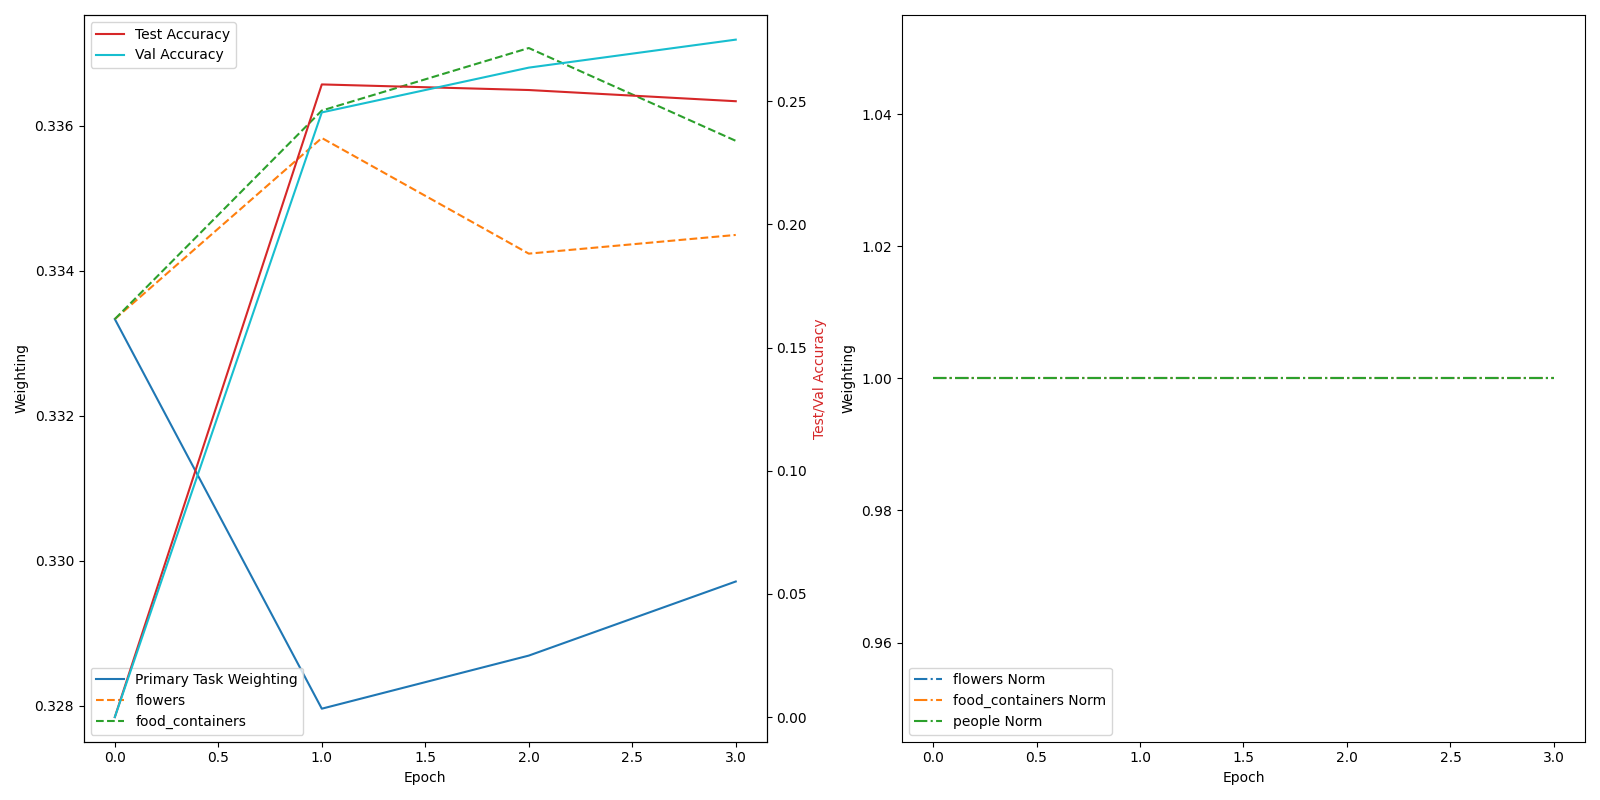 Test Accuracy
Val Accuracy
0.336
0.334
0.332
0.330
0.328
Weighting
Primary Task Weighting
flowers
food_containers
0.0
0.5
1.0
1.5
2.0
2.5
3.0
Epoch
0.25
0.20
0.15
0.10
0.05
0.00
Test/Val Accuracy
1.04
1.02
1.00
0.98
0.96
Weighting
flowers Norm
food_containers Norm
people Norm
0.0
0.5
1.0
1.5
2.0
2.5
3.0
Epoch